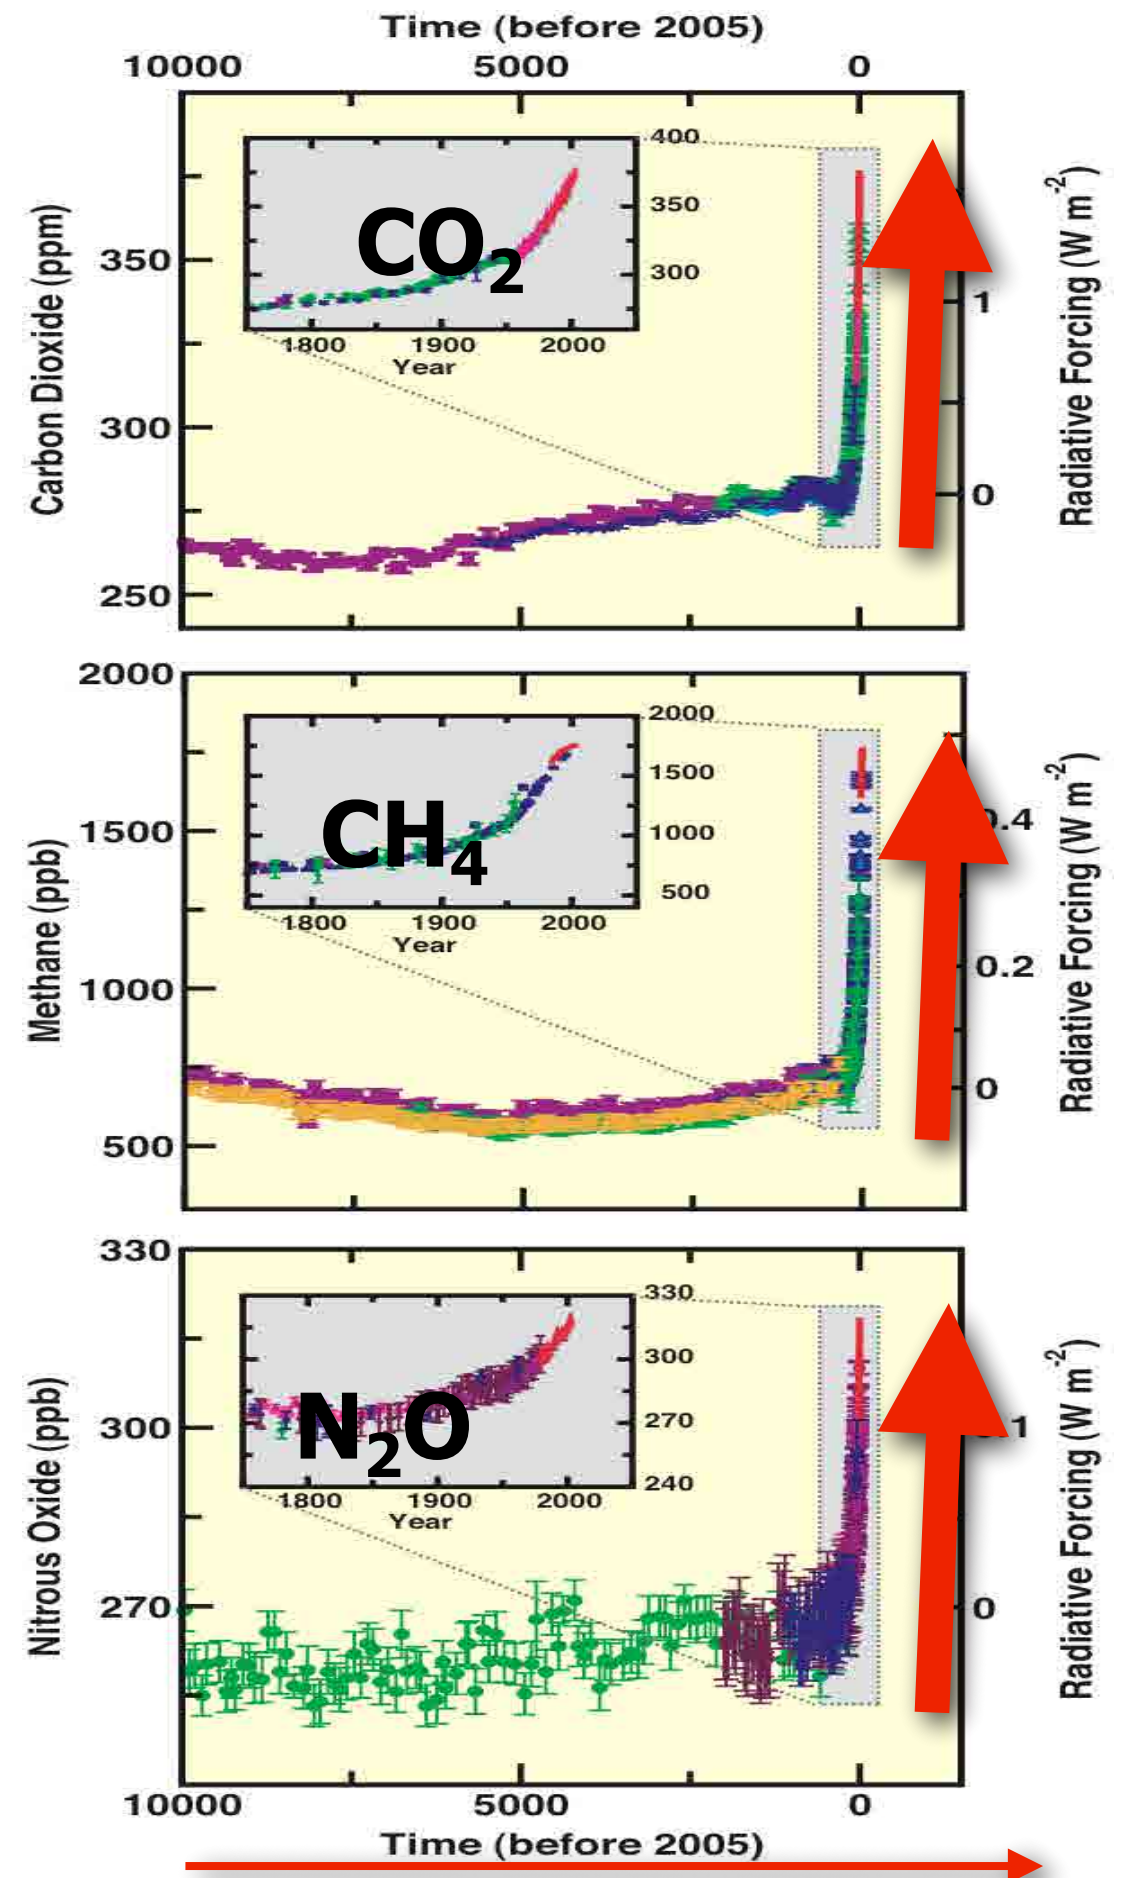 Time (before 2005)
10000 5000 0
Carbon Dioxide (ppm)
350
300
250
CO2
400
350
300
1800 1900 2000
Year
1
0
Radiative Forcing (W m-2)
Methane (ppb)
2000
1500
1000
500
CH4
2000
1500
1000
500
1800 1900 2000
Year
0.2
0
Radiative Forcing (W m-2)
Nitrous Oxide (ppb)
330
300
270
N2O
330
300
270
240
1800 1900 2000
Year
0
Radiative Forcing (W m-2)
10000 5000 0
Time (before 2005)